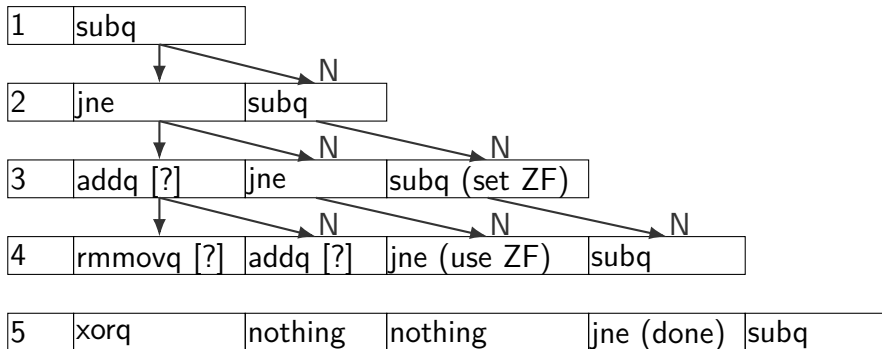 1 subq
N
2 jne subq
N N
3 addq [?] jne subq (set ZF)
N N N
4 rmmovq [?] addq [?] jne (use ZF) subq
5 xorq nothing nothing jne (done) subq